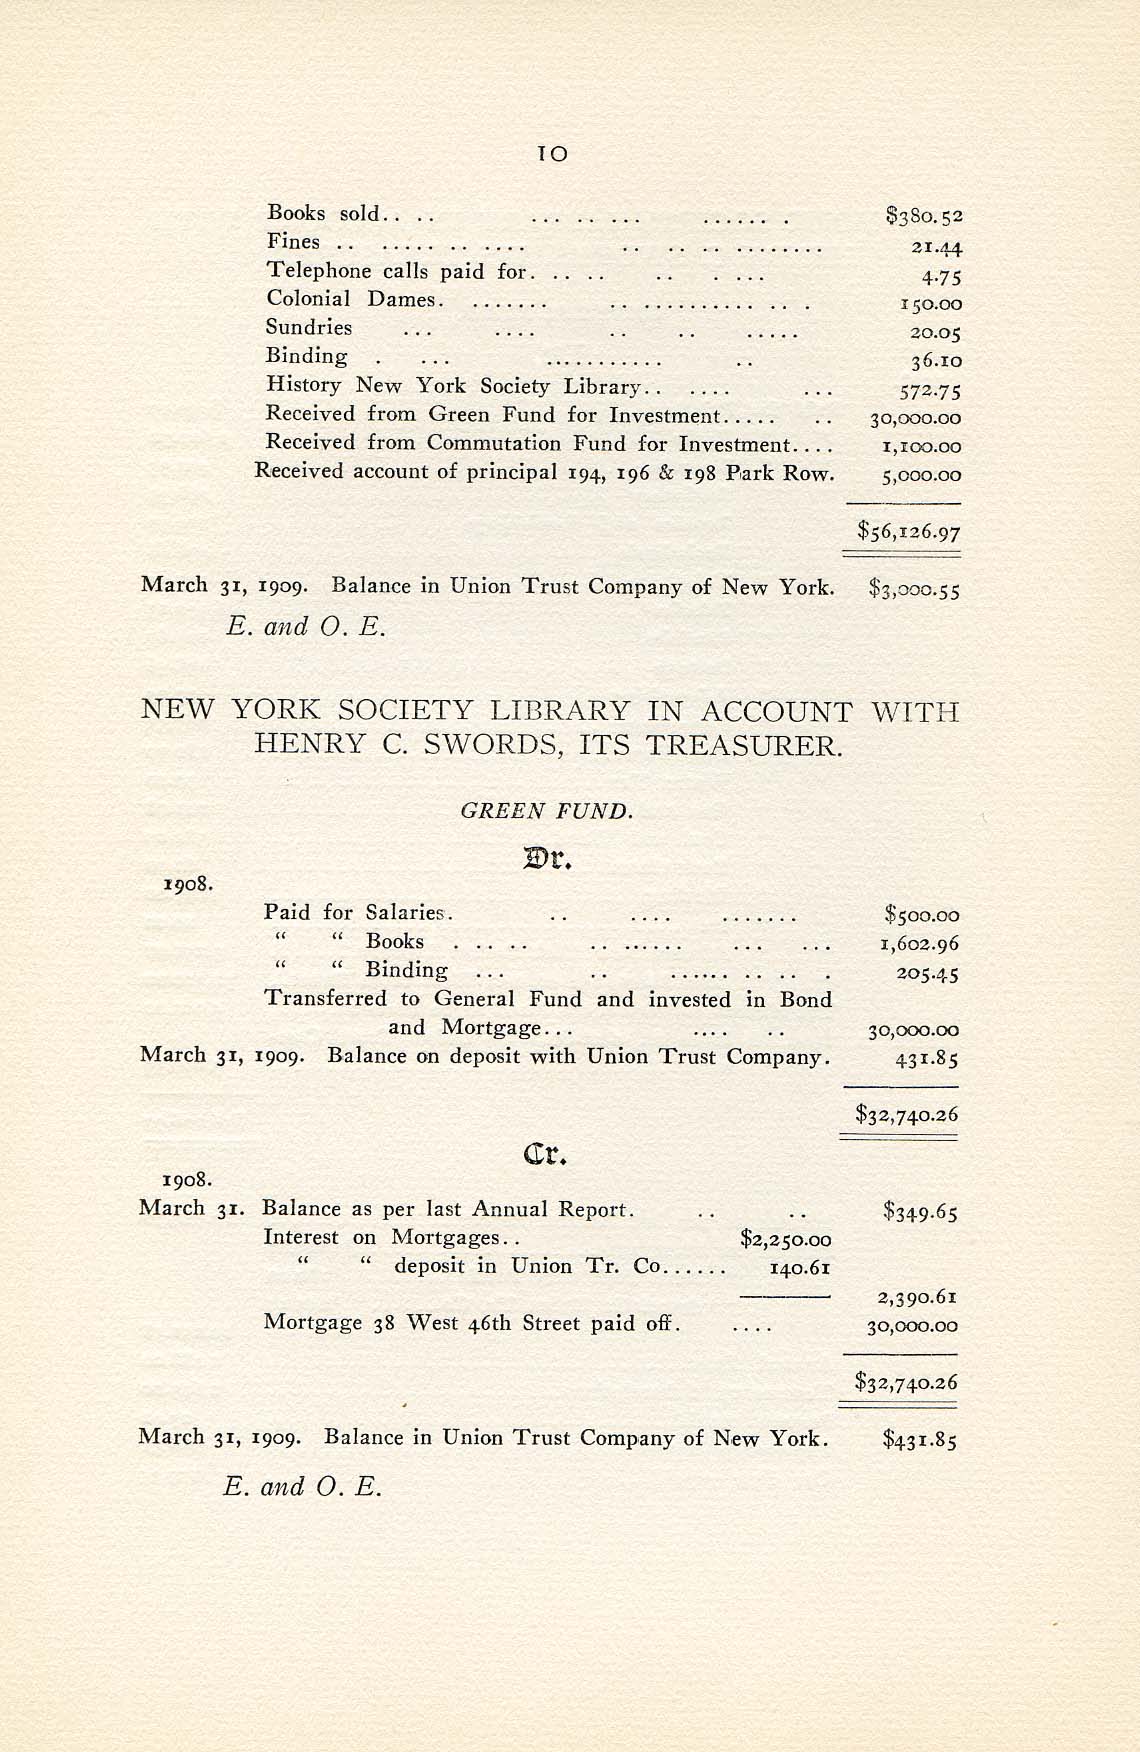 10
Books sold.. .. ... .. ... ...... . $380.52
Fines .. ..... .. .... .. .. .. ........ 21.44
Telephone calls paid for. .. .. .. . ... 4.75
Colonial Dames. ....... .. ........... .. . 150.00
Sundries ... .... .. .. ..... 20.05
Binding . ... ........... .. 36.10
History New York Society Library.. .... ... 572.75
Received from Green Fund for Investment..... .. 30,000.00
Received from Commutation Fund for Investment.... 1,100.00
Received account of principal 194, 196 & 198 Park Row. 5,000.00
$56,126.97
March 31, 1909. Balance in Union Trust Company of New York. $3,000.55
E. and O. E.
NEW YORK SOCIETY LIBRARY IN ACCOUNT WITH
HENRY C. SWORDS, ITS TREASURER.
GREEN FUND.
Dr.
1908.
Paid for Salaries. .. .... ....... $500.00
“ “ Books . .. .. .. ...... ... ... 1,602.96
“ “ Binding ... .. ...... .. .. . 205.45
Transferred to General Fund and invested in Bond
and Mortgage... .... .. 30,000.00
March 31, 1909. Balance on deposit with Union Trust Company. 431.85
$32,740.26
Cr.
1908.
March 31. Balance as per last Annual Report. .. .. $349.65
Interest on Mortgages.. $2,250.00
“ “ deposit in Union Tr. Co...... 140.61
2,390.61
Mortgage 38 West 46th Street paid off. .... 30,000.00
$32,740.26
March 31, 1909. Balance in Union Trust Company of New York. $431.85
E. and O. E.